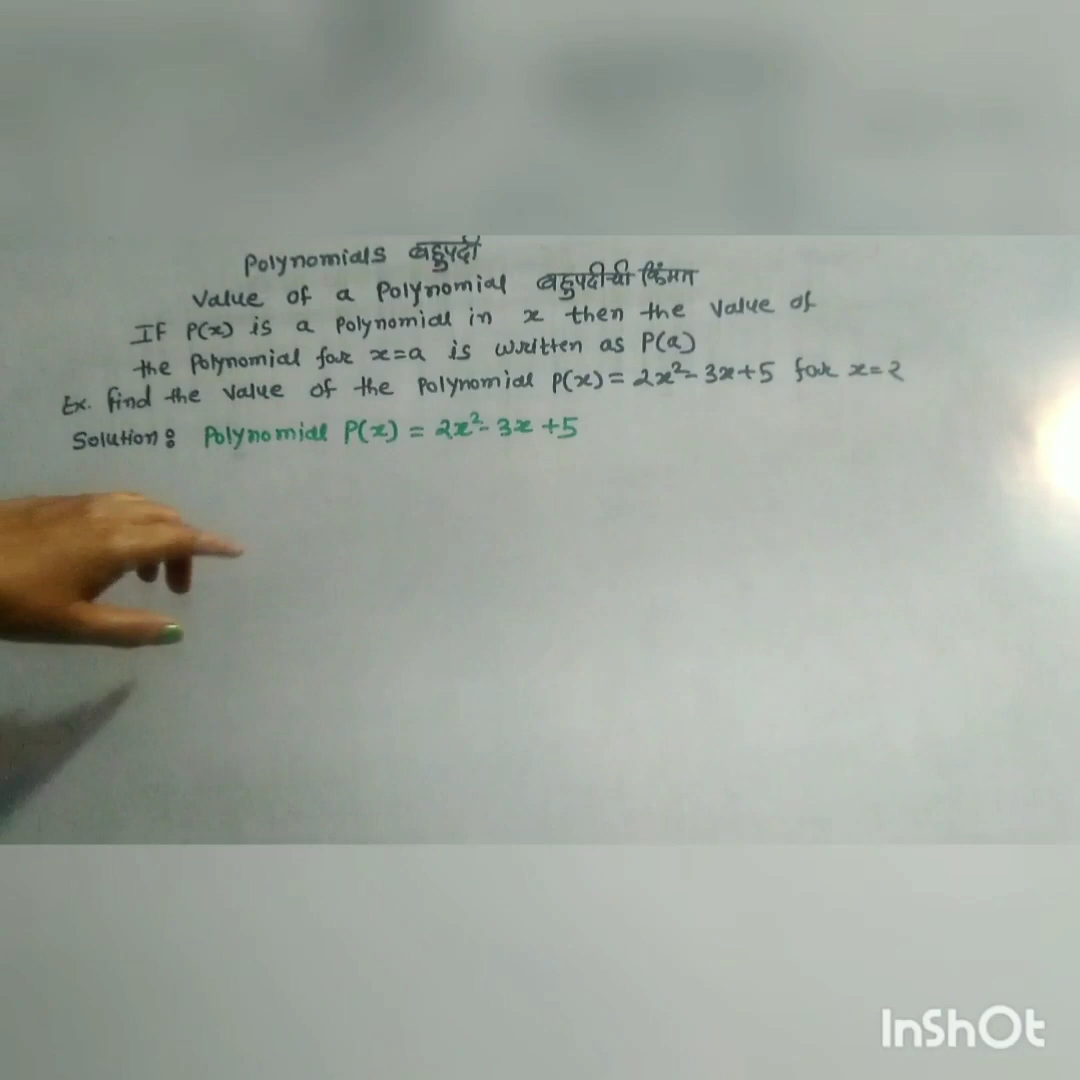 Polynomials बहुपदी
Value of a Polynomial बहुपदीची किंमत
If P(x) is a Polynomial in x then the value of
the Polynomial for x=a is written as P(a)
Ex. find the value of the Polynomial P(x) = 2x²- 3x+5 for x=2
Solution: Polynomial P(x) = 2x²- 3x +5
InShOt